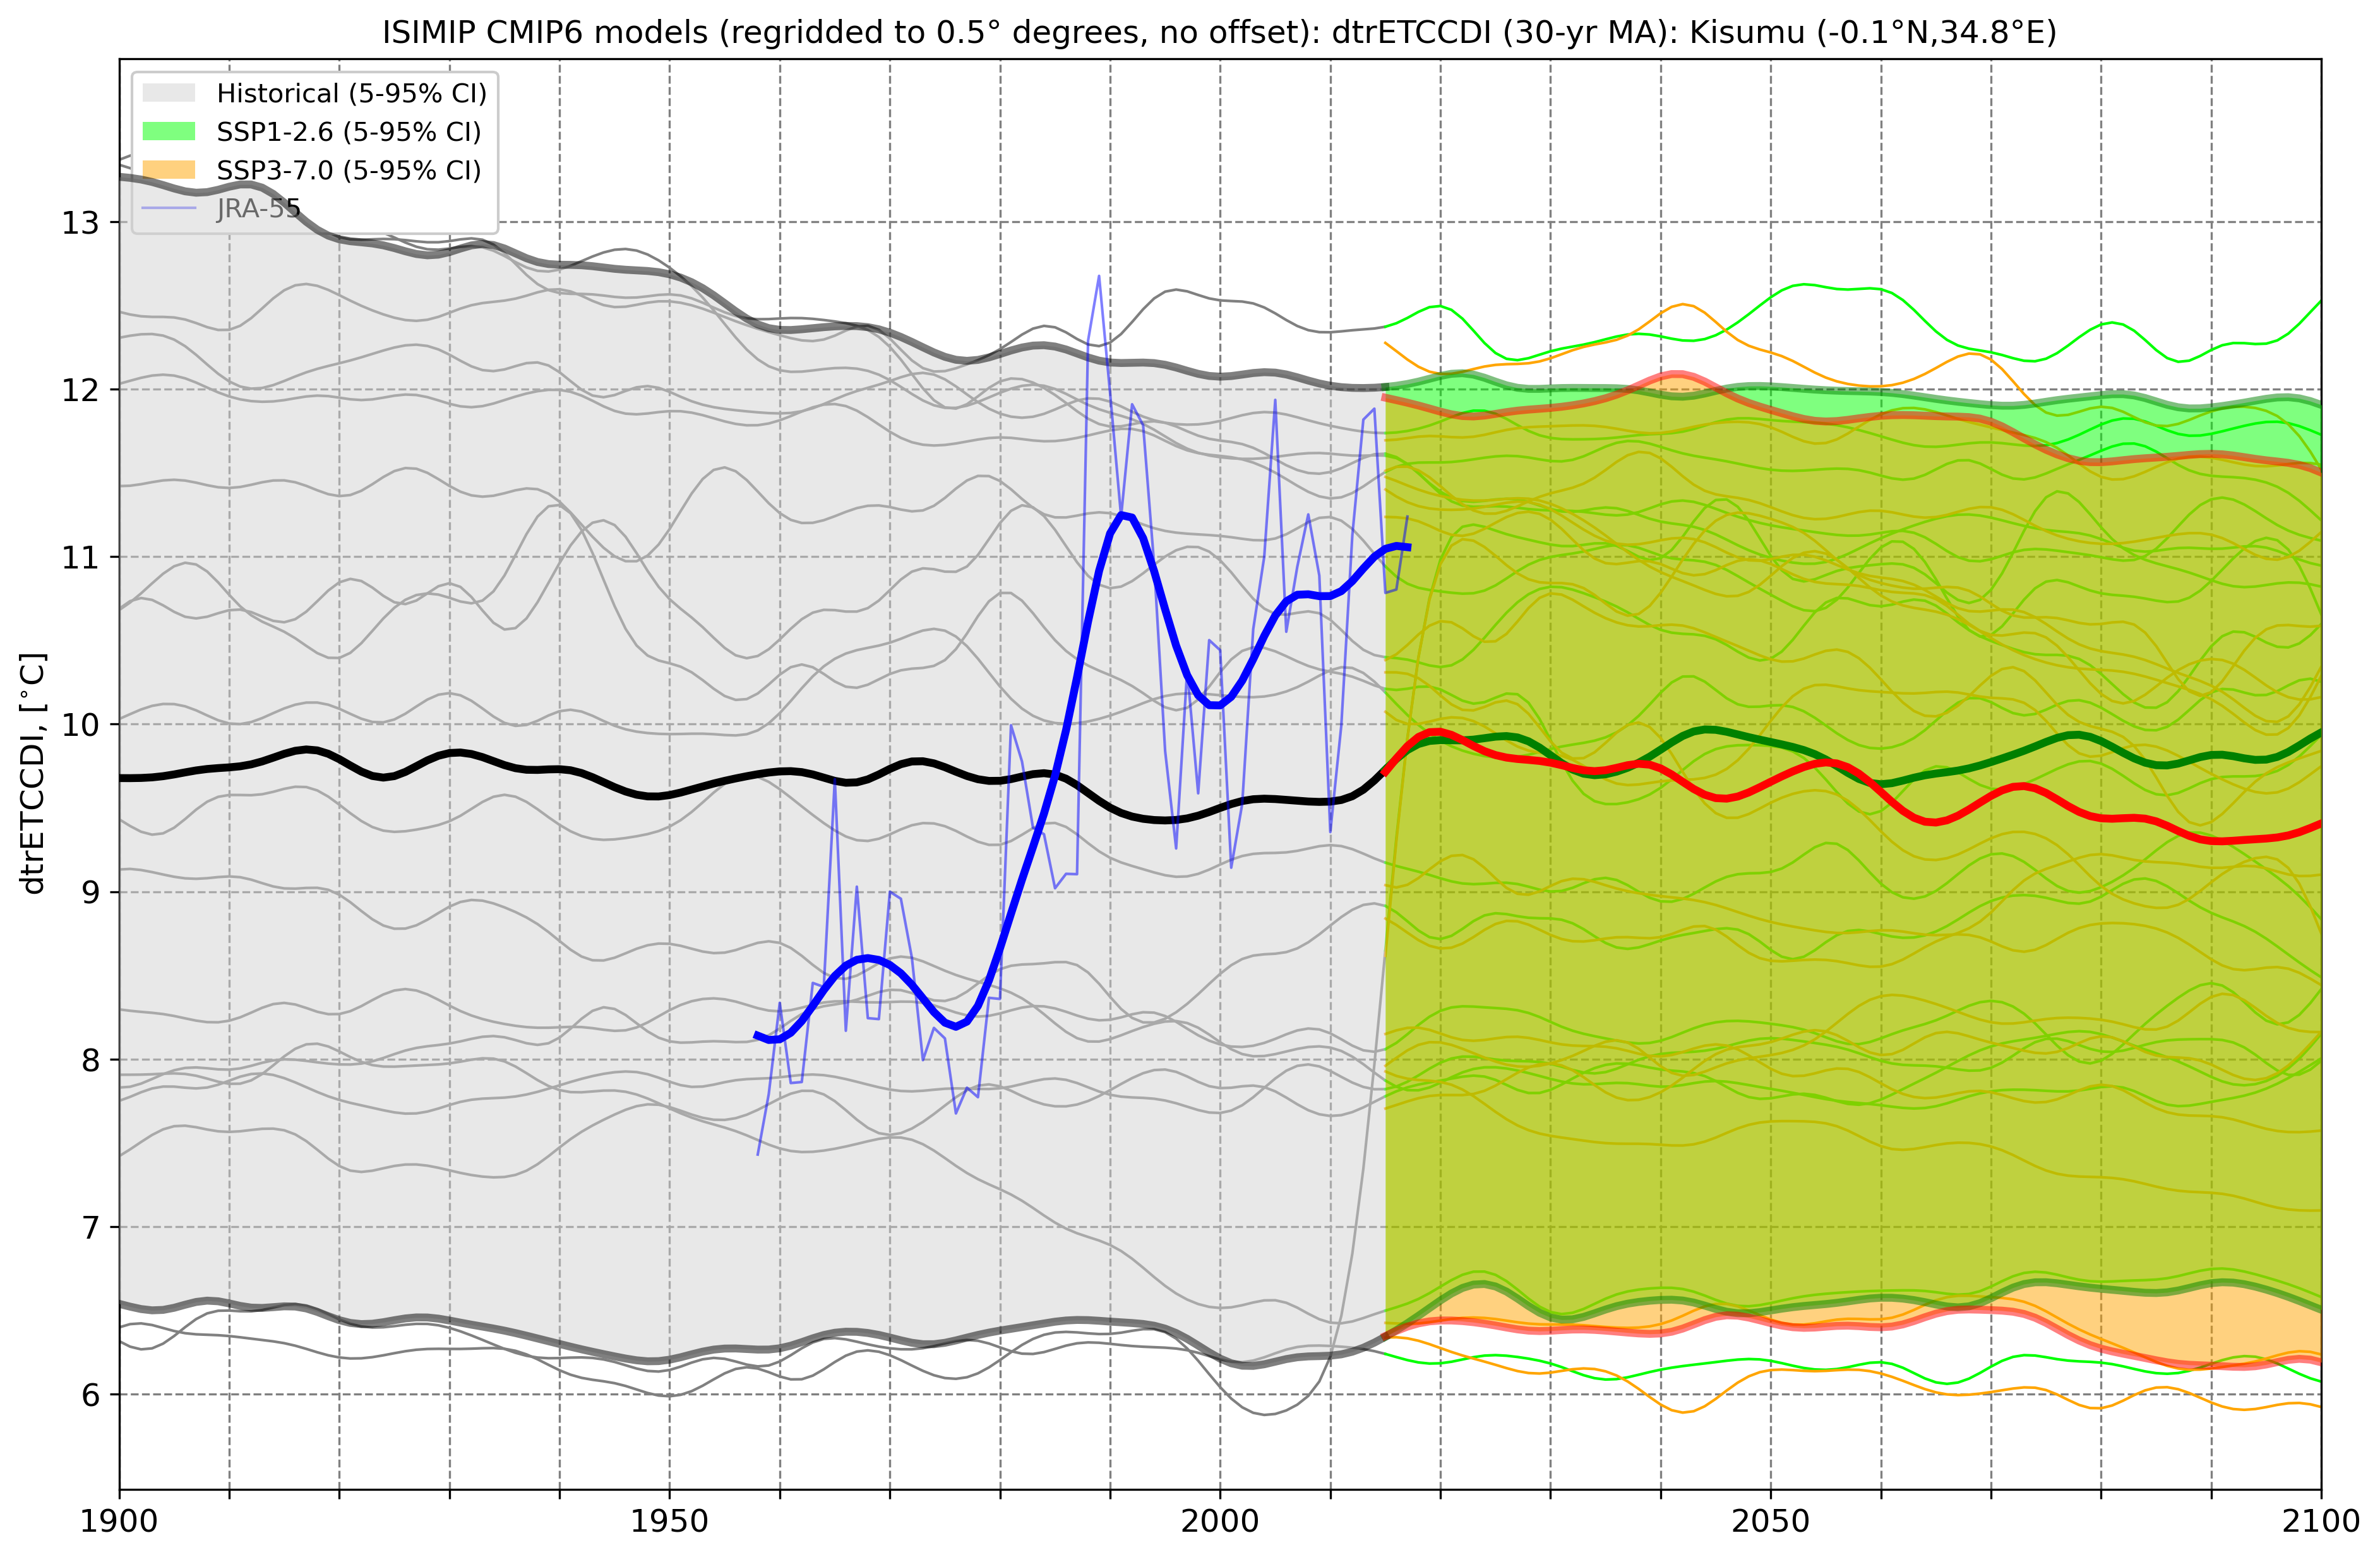 ISIMIP CMIP6 models (regridded to 0.5° degrees, no offset): dtrETCCDI (30-yr MA): Kisumu (-0.1°N,34.8°E)
Historical (5-95% CI)
SSP1-2.6 (5-95% CI)
SSP3-7.0 (5-95% CI)
JRA-55
dtrETCCDI, [°C]
13
12
11
10
9
8
7
6
1900
1950
2000
2050
2100